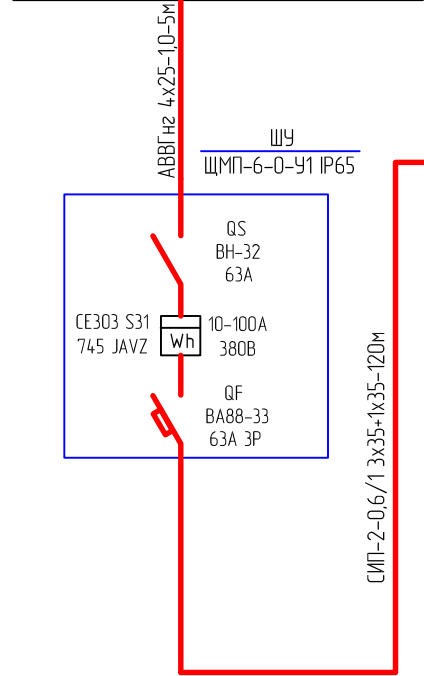 АВВГнг 4х25-1,0-5м
ШУ
ЩМП-6-0-У1 IP65
QS
ВН-32
63А
СЕ303 S31
745 JAVZ
Wh
10-100А
380В
QF
ВА88-33
63А 3Р
СИП-2-0,6/1 3х35+1х35-120м